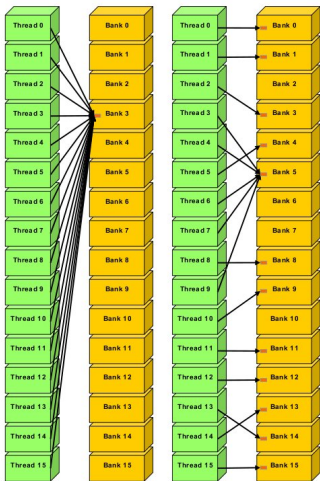 Thread 0 Bank 0 Thread 0 Bank 0
Thread 1 Bank 1 Thread 1 Bank 1
Thread 2 Bank 2 Thread 2 Bank 2
Thread 3 Bank 3 Thread 3 Bank 3
Thread 4 Bank 4 Thread 4 Bank 4
Thread 5 Bank 5 Thread 5 Bank 5
Thread 6 Bank 6 Thread 6 Bank 6
Thread 7 Bank 7 Thread 7 Bank 7
Thread 8 Bank 8 Thread 8 Bank 8
Thread 9 Bank 9 Thread 9 Bank 9
Thread 10 Bank 10 Thread 10 Bank 10
Thread 11 Bank 11 Thread 11 Bank 11
Thread 12 Bank 12 Thread 12 Bank 12
Thread 13 Bank 13 Thread 13 Bank 13
Thread 14 Bank 14 Thread 14 Bank 14
Thread 15 Bank 15 Thread 15 Bank 15